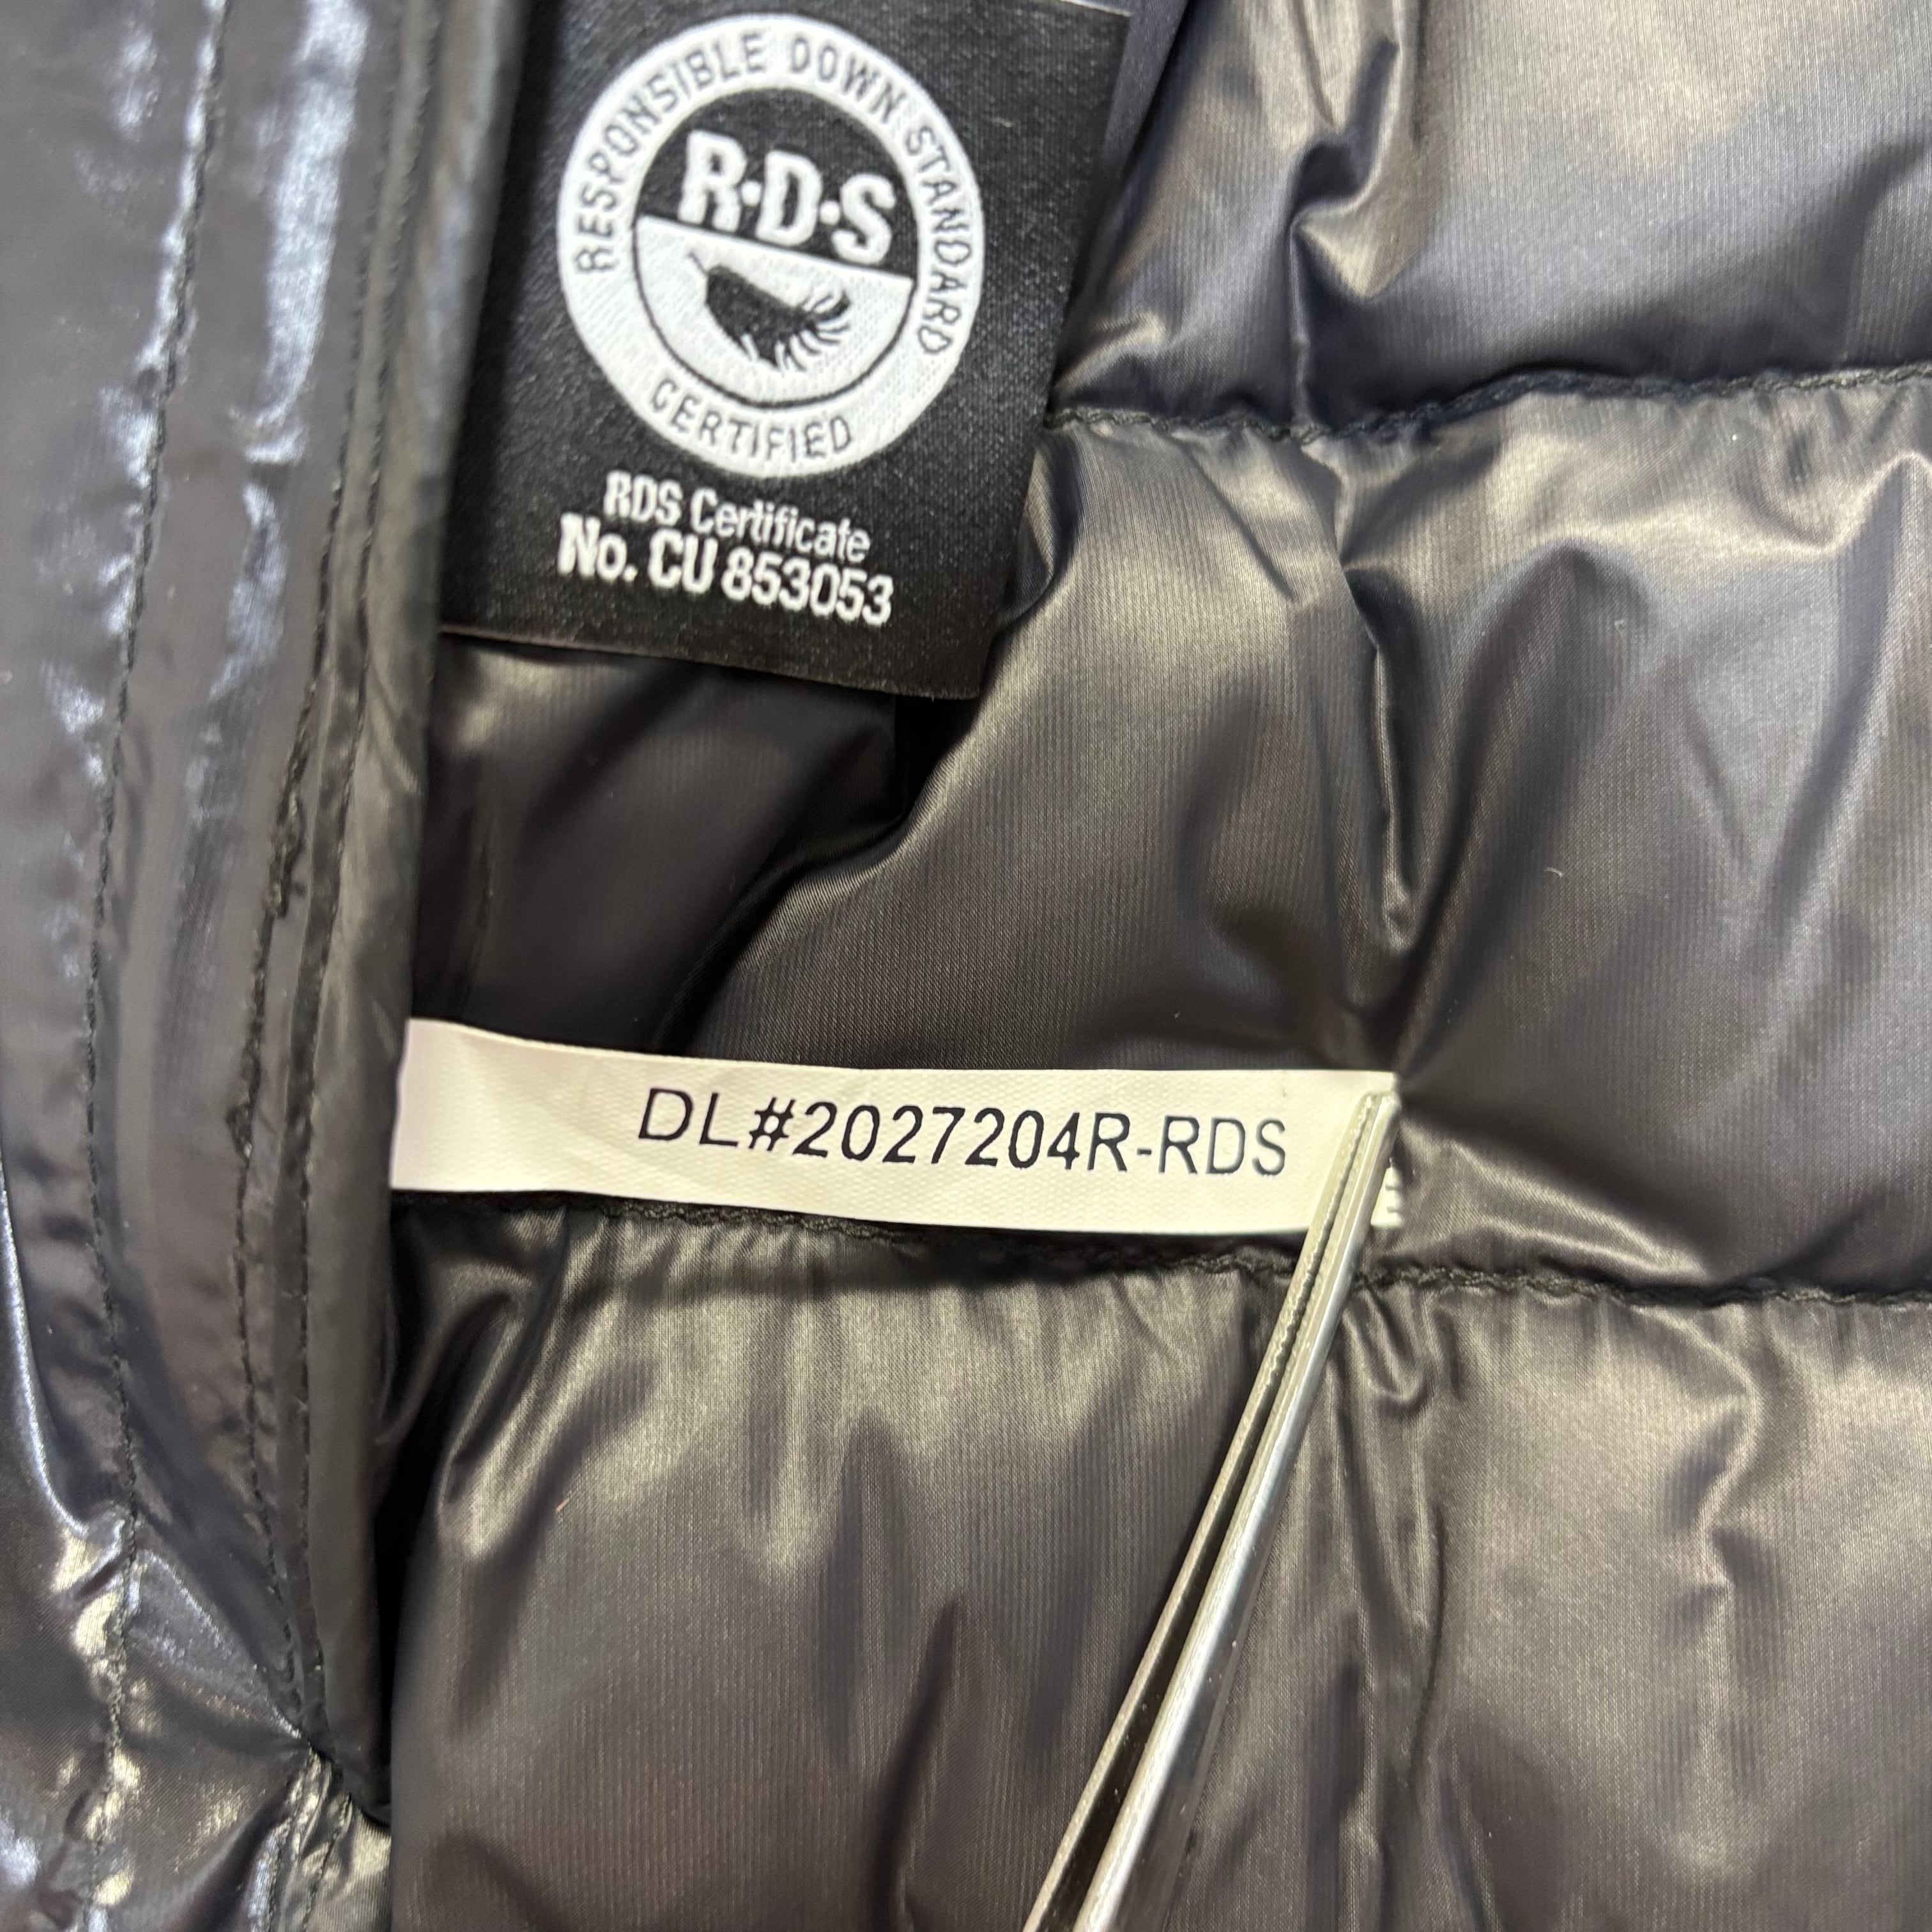 RESPONSIBLE DOWN STANDARD
R·D·S
CERTIFIED
RDS Certificate
No. CU 853053
DL#2027204R-RDS